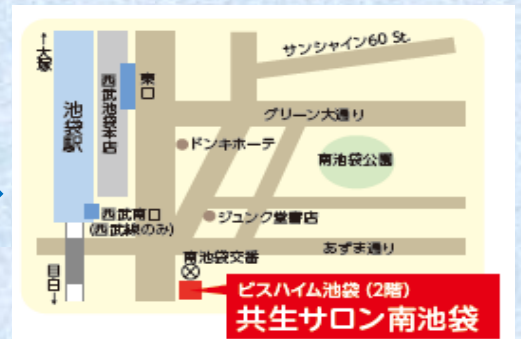 ↑大塚
池袋駅
西武池袋本店
東口
サンシャイン60 St.
グリーン大通り
ドンキホーテ
南池袋公園
西武南口
(西武線のみ)
ジュンク堂書店
あずま通り
南池袋交番
目白→
ビスハイム池袋 (2階)
共生サロン南池袋